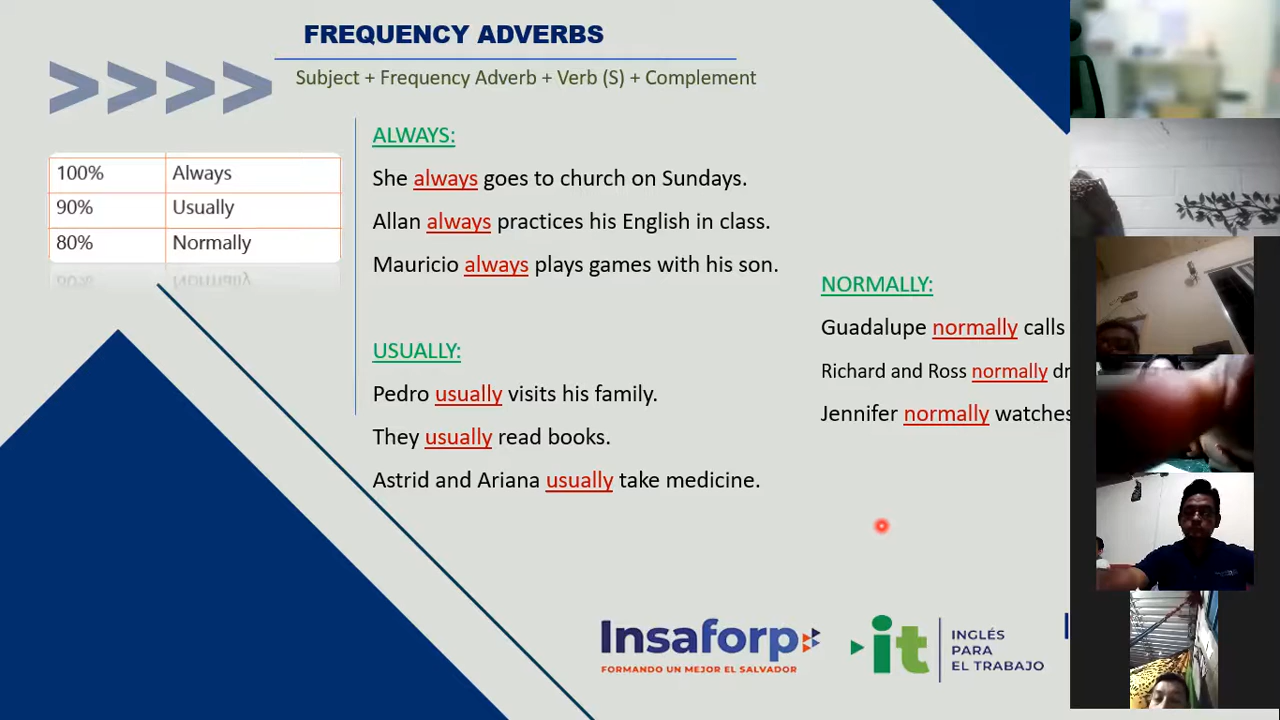 FREQUENCY ADVERBS
Subject + Frequency Adverb + Verb (S) + Complement
100% Always
90% Usually
80% Normally
ALWAYS:
She always goes to church on Sundays.
Allan always practices his English in class.
Mauricio always plays games with his son.
USUALLY:
Pedro usually visits his family.
They usually read books.
Astrid and Ariana usually take medicine.
NORMALLY:
Guadalupe normally calls
Richard and Ross normally
Jennifer normally watches
Insaforp
FORMANDO UN MEJOR EL SALVADOR
it
INGLÉS
PARA
EL TRABAJO